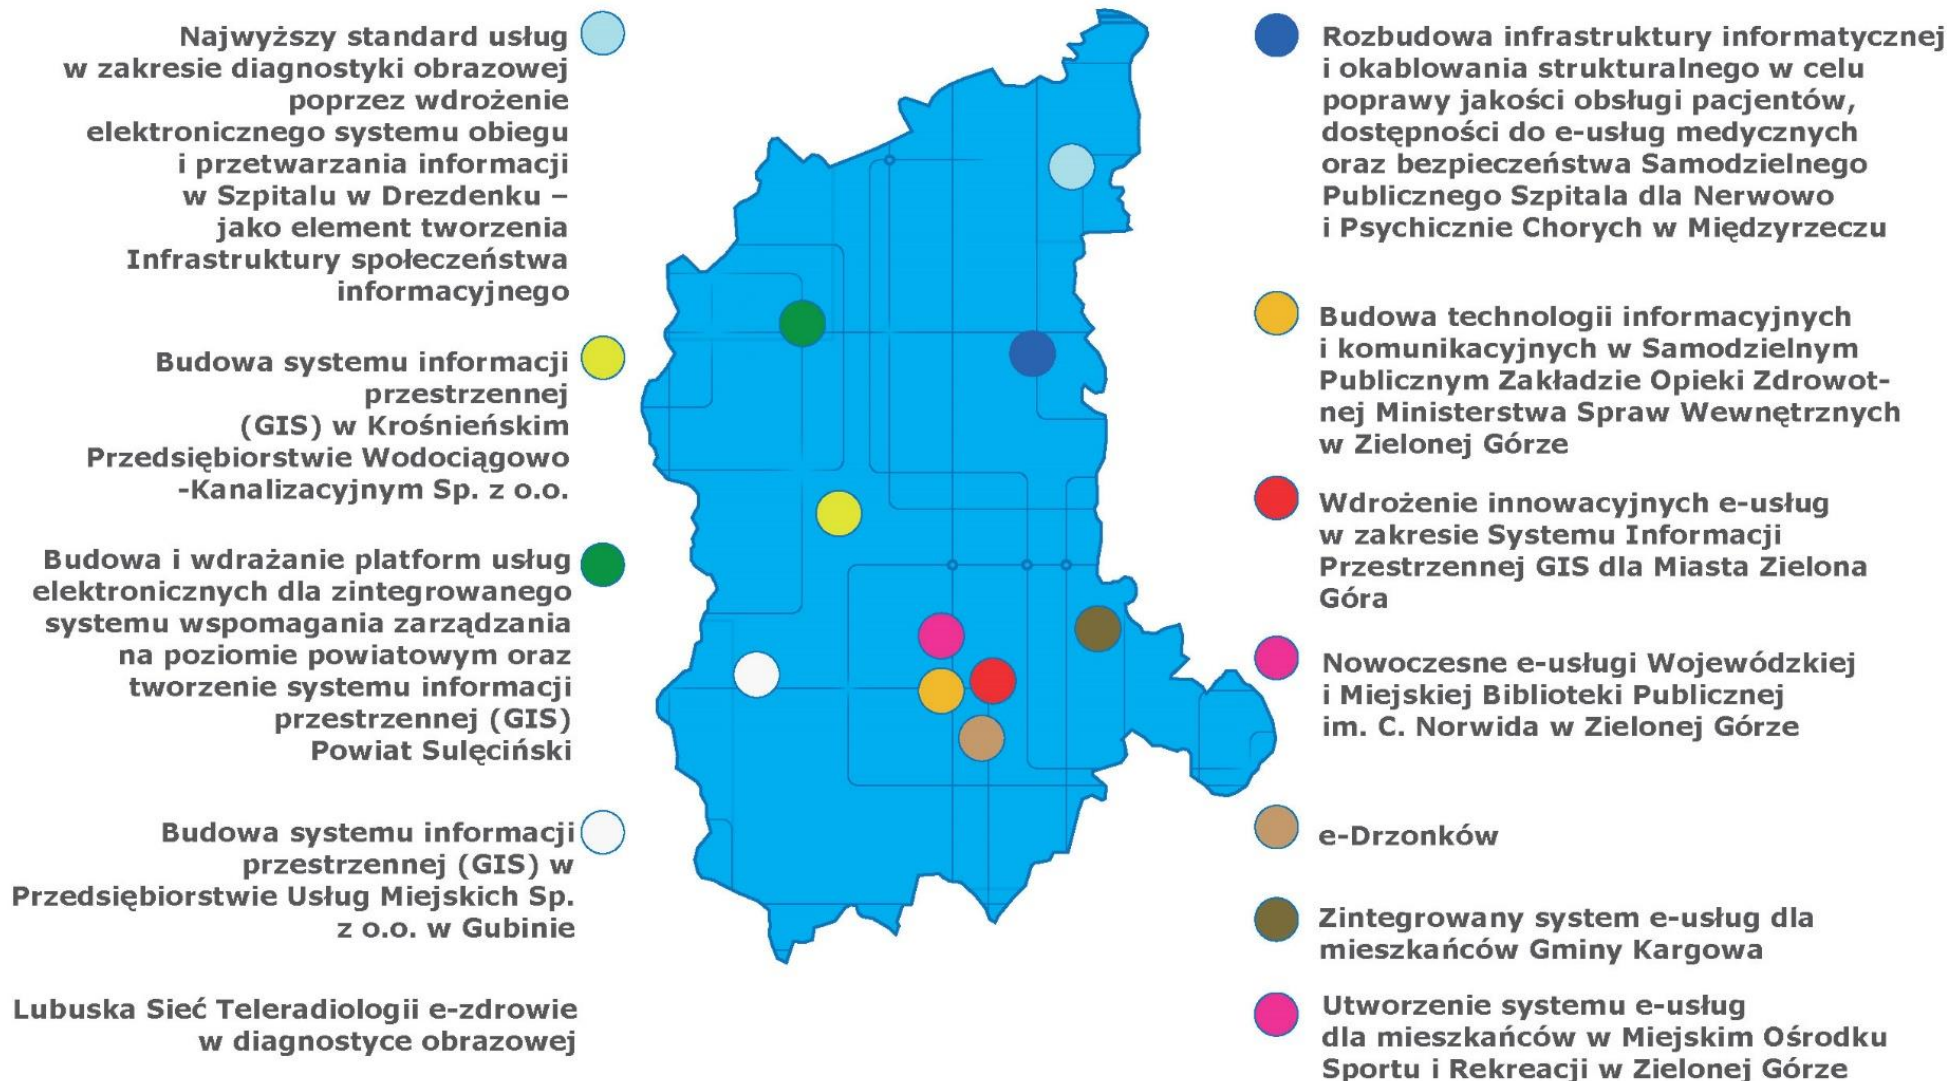 Najwyższy standard usług
w zakresie diagnostyki obrazowej
poprzez wdrożenie
elektronicznego systemu obiegu
i przetwarzania informacji
w Szpitalu w Drezdenku –
jako element tworzenia
Infrastruktury społeczeństwa
informacyjnego
Budowa systemu informacji
przestrzennej
(GIS) w Krośnieńskim
Przedsiębiorstwie Wodociągowo
-Kanalizacyjnym Sp. z o.o.
Budowa i wdrażanie platform usług
elektronicznych dla zintegrowanego
systemu wspomagania zarządzania
na poziomie powiatowym oraz
tworzenie systemu informacji
przestrzennej (GIS)
Powiat Sulęciński
Budowa systemu informacji
przestrzennej (GIS) w
Przedsiębiorstwie Usług Miejskich Sp.
z o.o. w Gubinie
Lubuska Sieć Teleradiologii e-zdrowie
w diagnostyce obrazowej
Rozbudowa infrastruktury informatycznej
i okablowania strukturalnego w celu
poprawy jakości obsługi pacjentów,
dostępności do e-usług medycznych
oraz bezpieczeństwa Samodzielnego
Publicznego Szpitala dla Nerwowo
i Psychicznie Chorych w Międzyrzeczu
Budowa technologii informacyjnych
i komunikacyjnych w Samodzielnym
Publicznym Zakładzie Opieki Zdrowot-
nej Ministerstwa Spraw Wewnętrznych
w Zielonej Górze
Wdrożenie innowacyjnych e-usług
w zakresie Systemu Informacji
Przestrzennej GIS dla Miasta Zielona
Góra
Nowoczesne e-usługi Wojewódzkiej
i Miejskiej Biblioteki Publicznej
im. C. Norwida w Zielonej Górze
e-Drzonków
Zintegrowany system e-usług dla
mieszkańców Gminy Kargowa
Utworzenie systemu e-usług
dla mieszkańców w Miejskim Ośrodku
Sportu i Rekreacji w Zielonej Górze